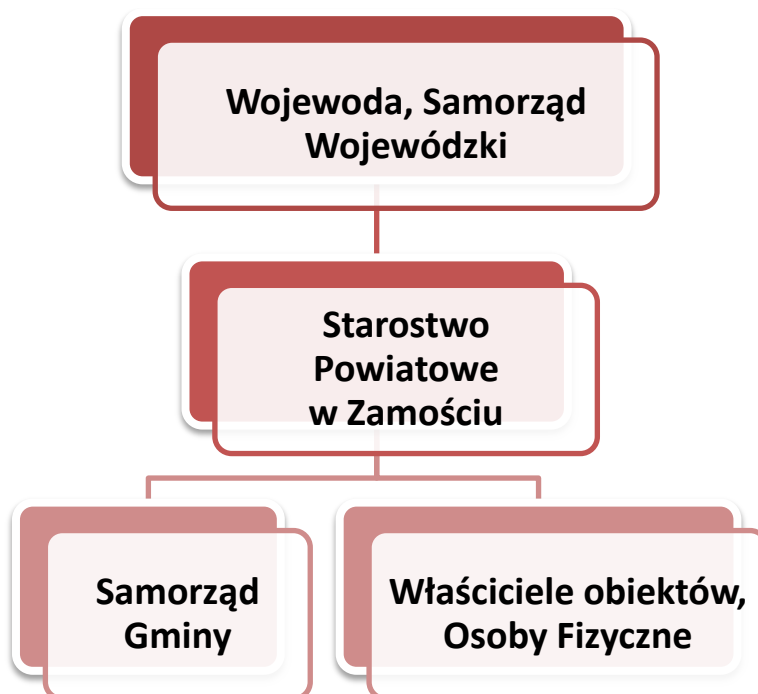 Wojewoda, Samorząd
Wojewódzki
Starostwo
Powiatowe
w Zamościu
Samorząd
Gminy
Właściciele obiektów,
Osoby Fizyczne